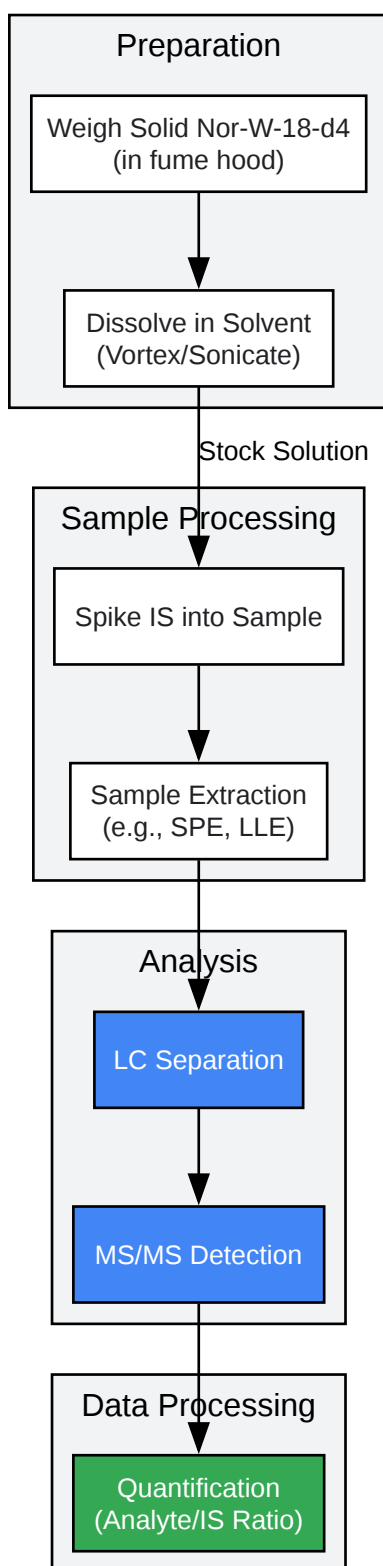 Preparation
Weigh Solid Nor-W-18-d4
(in fume hood)
Dissolve in Solvent
(Vortex/Sonicate)
Stock Solution
Sample Processing
Spike IS into Sample
Sample Extraction
(e.g., SPE, LLE)
Analysis
LC Separation
MS/MS Detection
Data Processing
Quantification
(Analyte/IS Ratio)